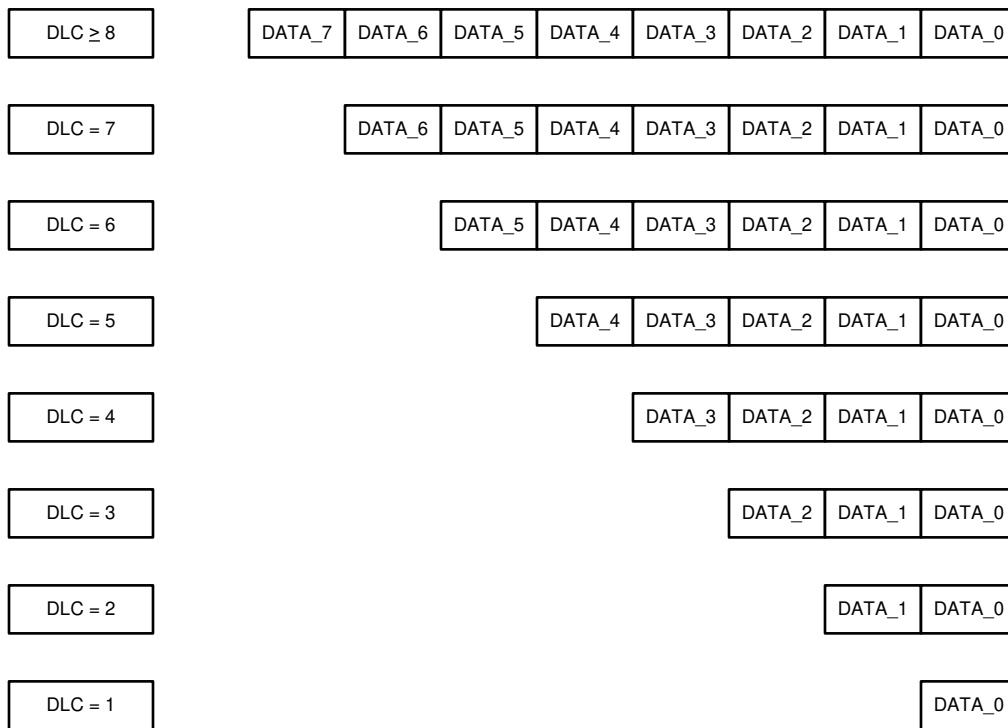 DLC ≥ 8 DATA_7 DATA_6 DATA_5 DATA_4 DATA_3 DATA_2 DATA_1 DATA_0
DLC = 7 DATA_6 DATA_5 DATA_4 DATA_3 DATA_2 DATA_1 DATA_0
DLC = 6 DATA_5 DATA_4 DATA_3 DATA_2 DATA_1 DATA_0
DLC = 5 DATA_4 DATA_3 DATA_2 DATA_1 DATA_0
DLC = 4 DATA_3 DATA_2 DATA_1 DATA_0
DLC = 3 DATA_2 DATA_1 DATA_0
DLC = 2 DATA_1 DATA_0
DLC = 1 DATA_0